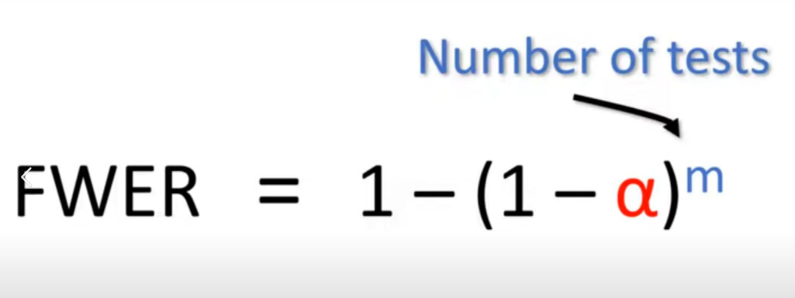 Number of tests
FWER = 1 – (1 – α)ᵐ